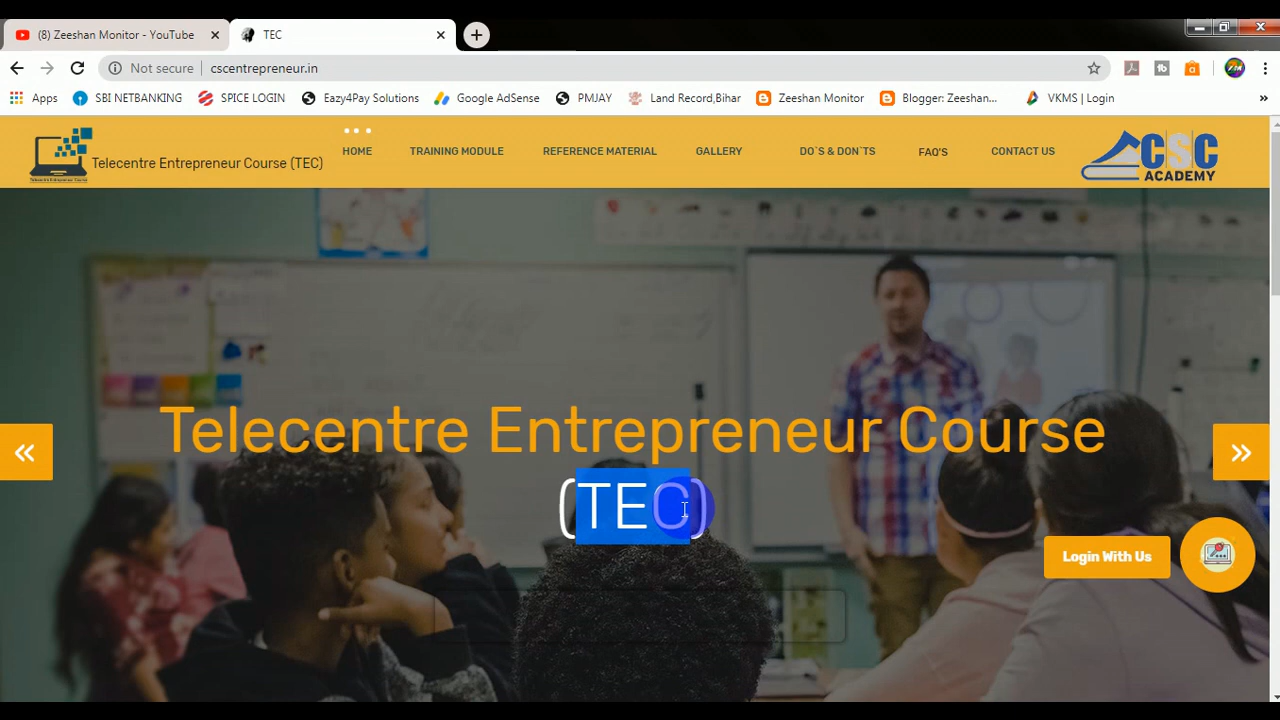 (8) Zeeshan Monitor - YouTube
TEC
Not secure
cscentrepreneur.in
Apps
SBI NETBANKING
SPICE LOGIN
Eazy4Pay Solutions
Google AdSense
PMJAY
Land Record,Bihar
Zeeshan Monitor
Blogger: Zeeshan...
VKMS | Login
Telecentre Entrepreneur Course (TEC)
HOME
TRAINING MODULE
REFERENCE MATERIAL
GALLERY
DO`S & DON`TS
FAQ'S
CONTACT US
CSC
ACADEMY
Telecentre Entrepreneur Course
(TEC)
Login With Us